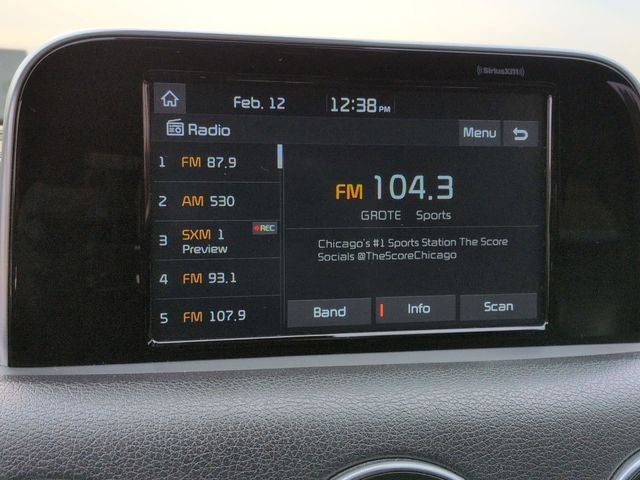 ((SiriusXM))
Feb. 12 12:38 PM
Radio
Menu
1 FM 87.9
2 AM 530
3 SXM 1 REC
Preview
4 FM 93.1
5 FM 107.9
FM 104.3
GROTE Sports
Chicago's #1 Sports Station The Score
Socials @TheScoreChicago
Band Info Scan